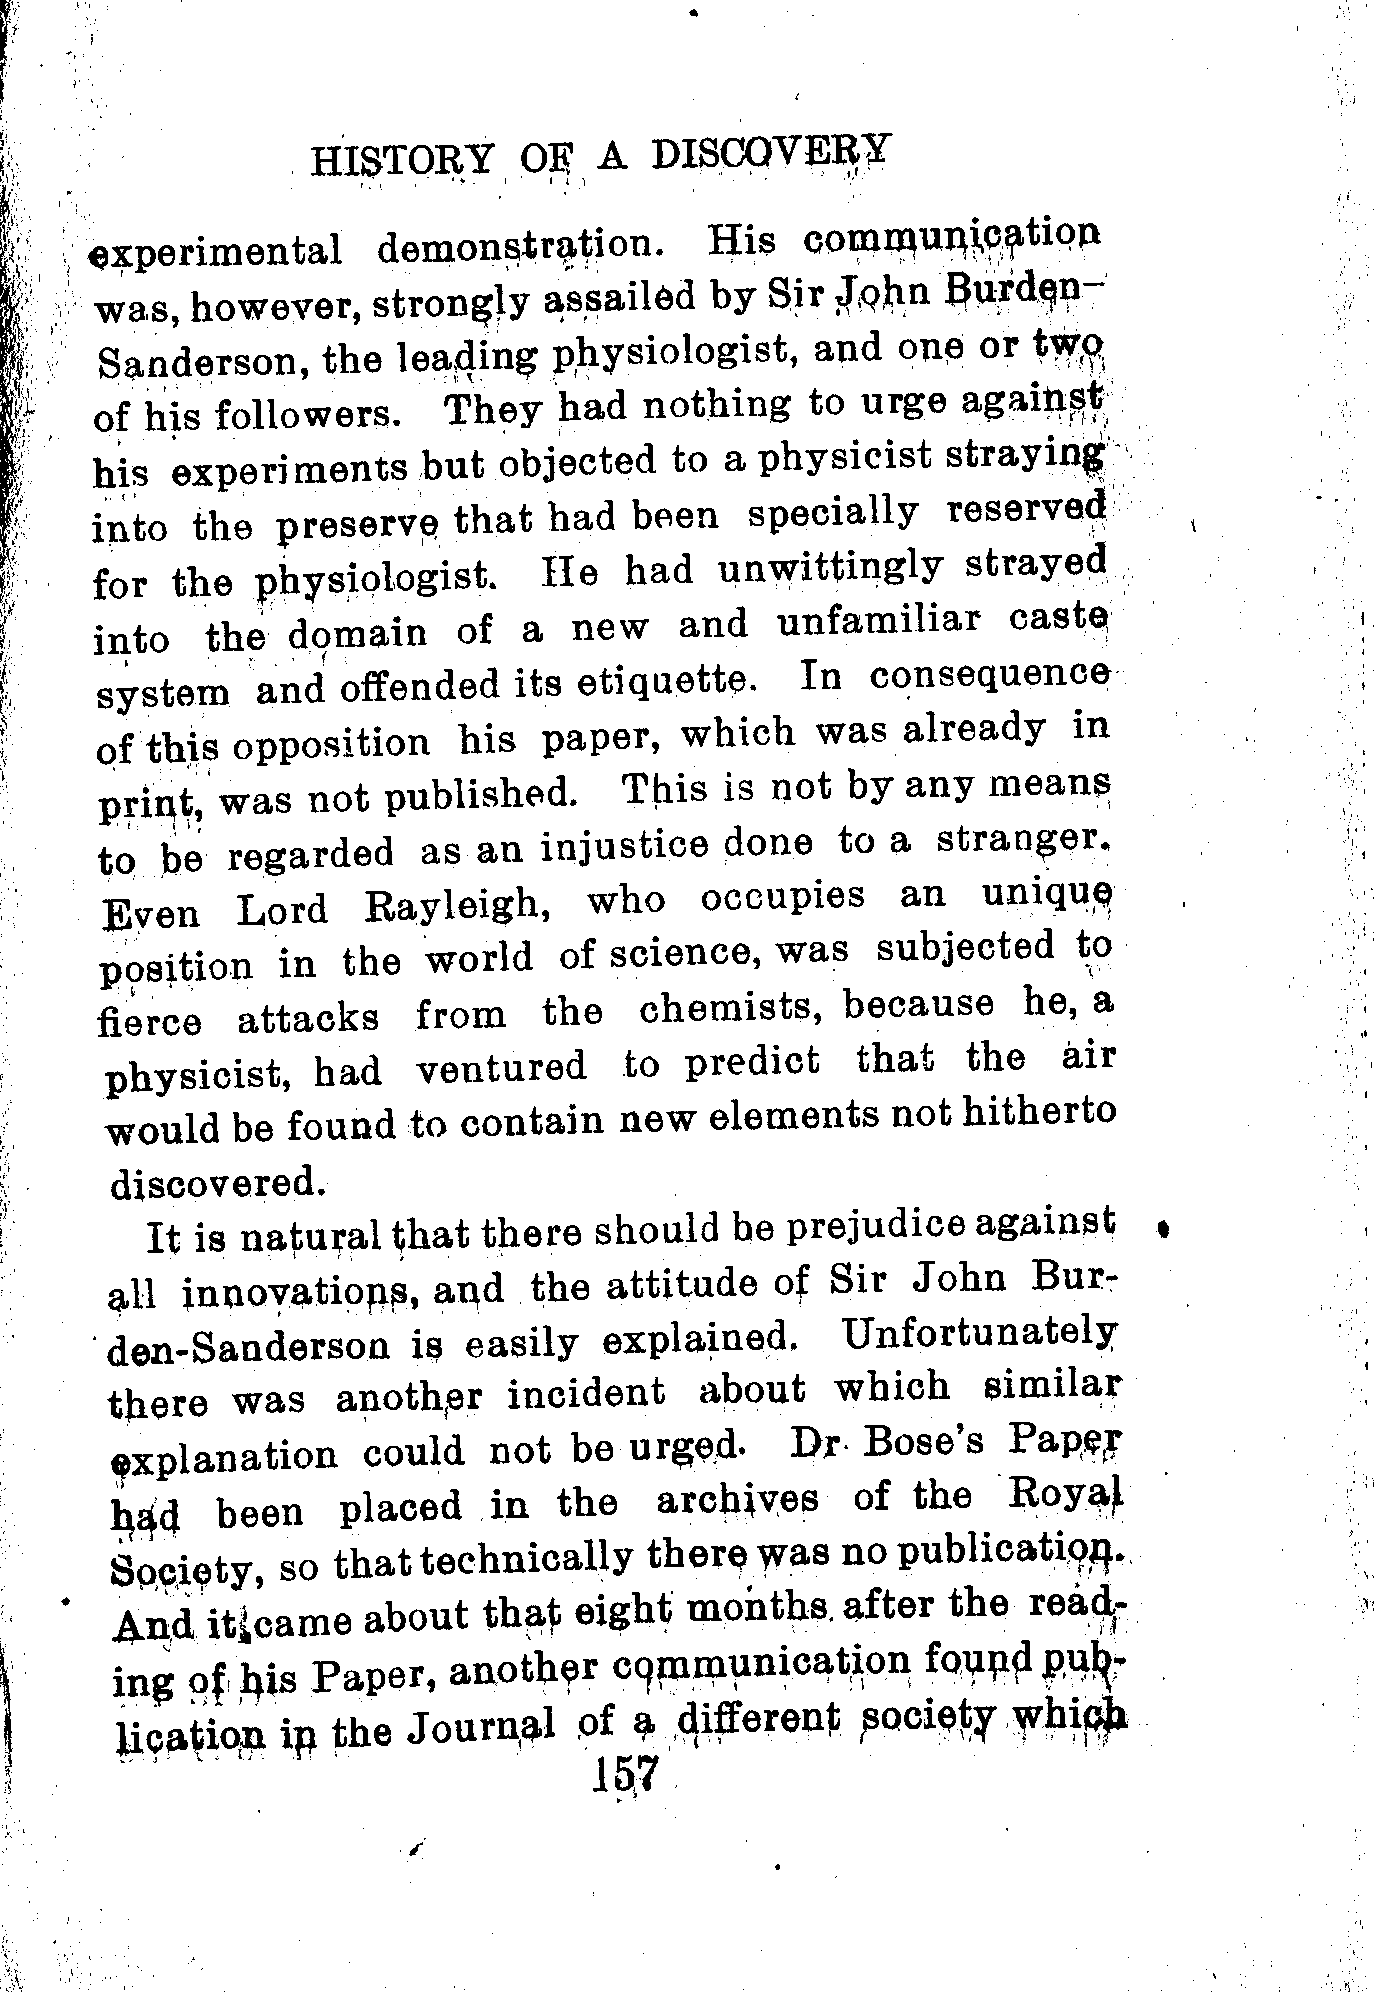 HISTORY OF A DISCOVERY
experimental demonstration. His communication
was, however, strongly assailed by Sir John Burden-
Sanderson, the leading physiologist, and one or two
of his followers. They had nothing to urge against
his experiments but objected to a physicist straying
into the preserve that had been specially reserved
for the physiologist. He had unwittingly strayed
into the domain of a new and unfamiliar caste
system and offended its etiquette. In consequence
of this opposition his paper, which was already in
print, was not published. This is not by any means
to be regarded as an injustice done to a stranger.
Even Lord Rayleigh, who occupies an unique
position in the world of science, was subjected to
fierce attacks from the chemists, because he, a
physicist, had ventured to predict that the air
would be found to contain new elements not hitherto
discovered.
It is natural that there should be prejudice against
all innovations, and the attitude of Sir John Bur-
den-Sanderson is easily explained. Unfortunately
there was another incident about which similar
explanation could not be urged. Dr. Bose's Paper
had been placed in the archives of the Royal
Society, so that technically there was no publication.
And it came about that eight months after the read-
ing of his Paper, another communication found pub-
lication in the Journal of a different society which
157